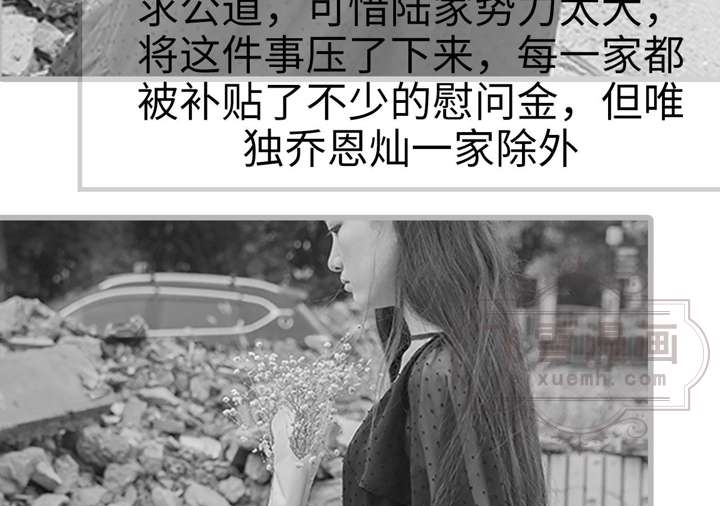 求公道，可惜陆家势力太大，
将这件事压了下来，每一家都
被补贴了不少的慰问金，但唯
独乔恩灿一家除外
漫画
xuemh.com